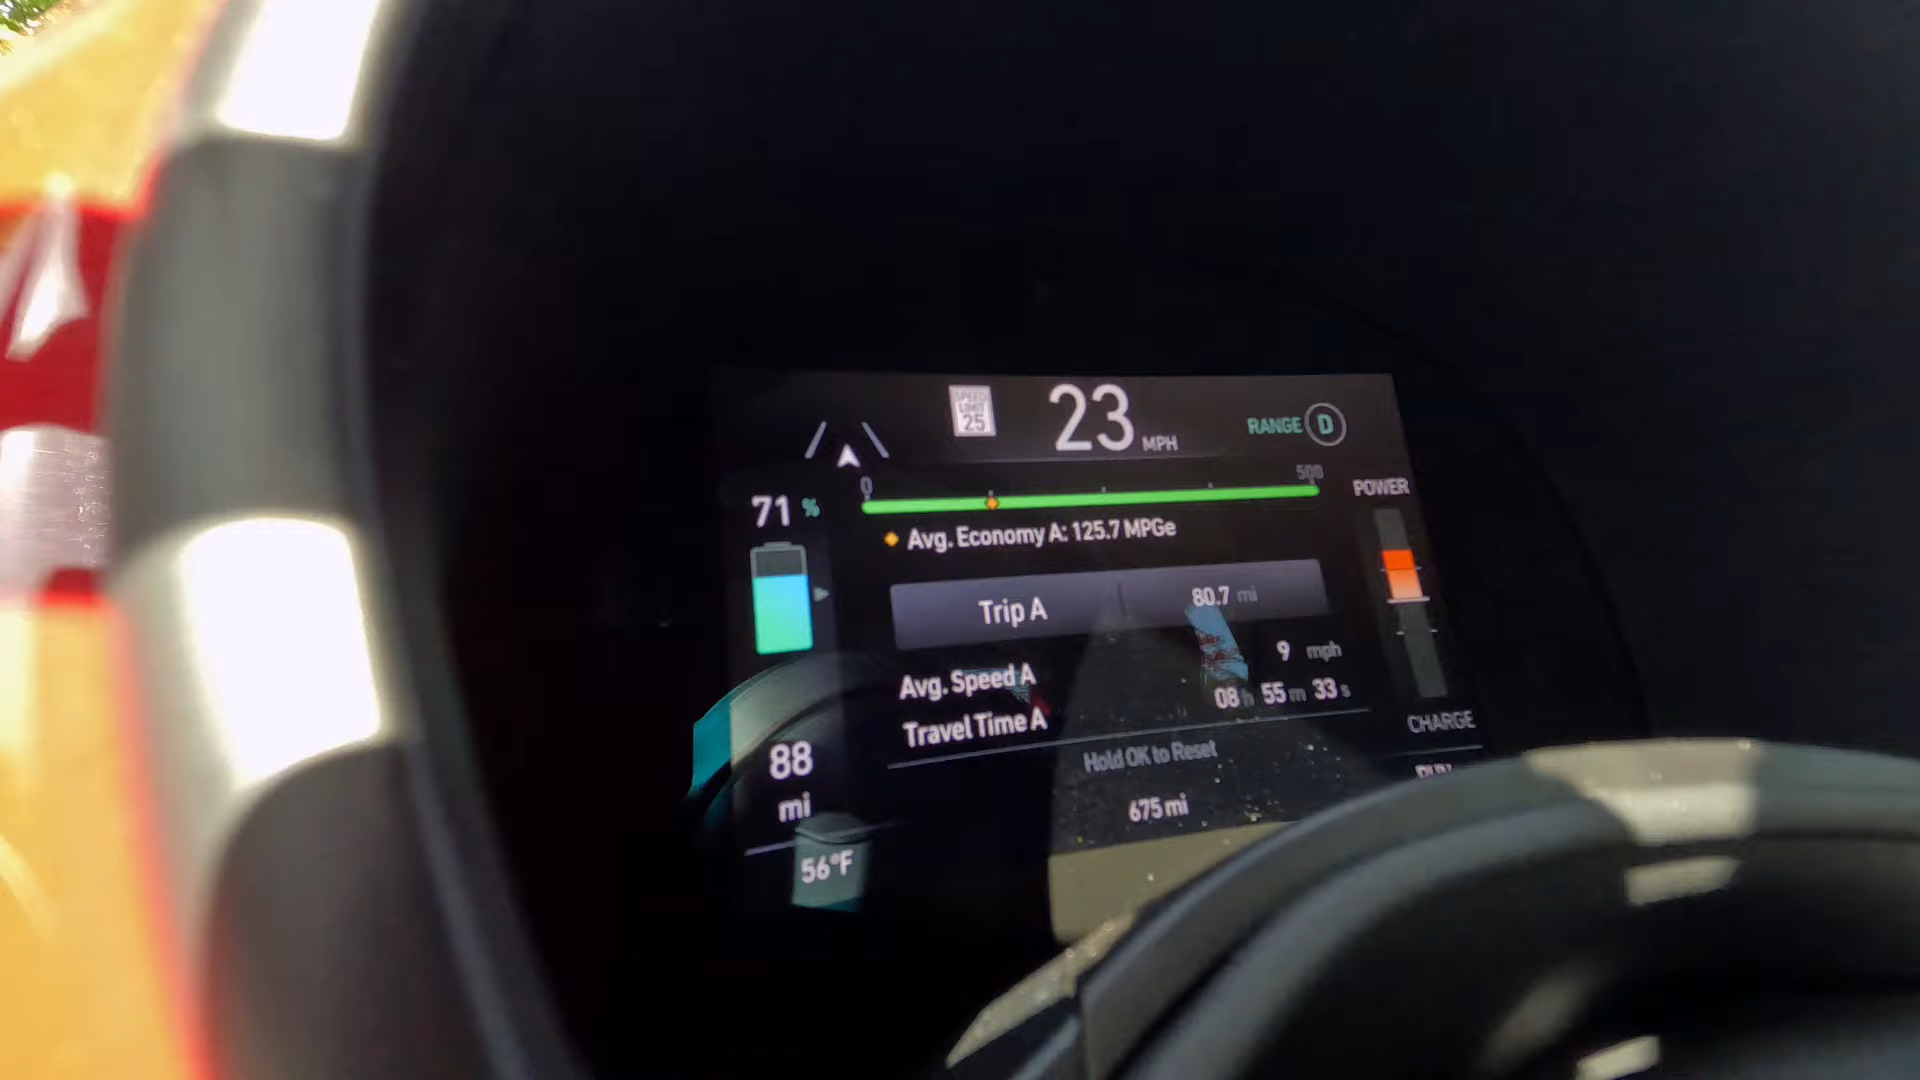 SPEED LIMIT 25
23 MPH
RANGE D
0
500
71 %
POWER
Avg. Economy A: 125.7 MPGe
Trip A 80.7 mi
Avg. Speed A 9 mph
Travel Time A 08 h 55 m 33 s
CHARGE
Hold OK to Reset
88
mi
675 mi
56°F